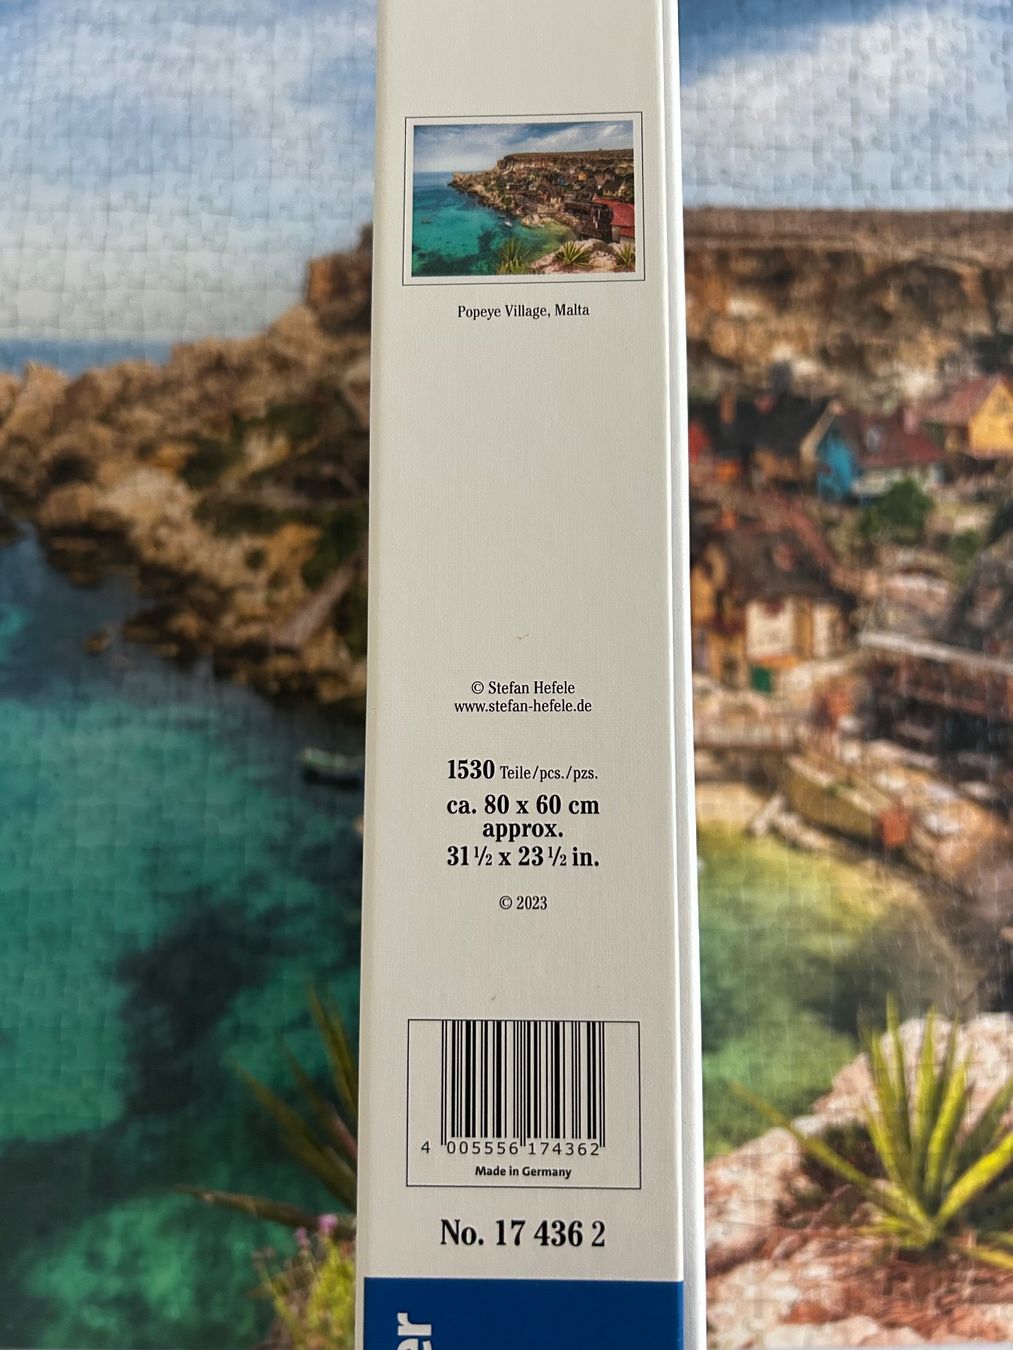 Popeye Village, Malta
© Stefan Hefele
www.stefan-hefele.de
1530 Teile/pcs./pzs.
ca. 80 x 60 cm
approx.
31 ½ x 23 ½ in.
© 2023
4 005556 174362
Made in Germany
No. 17 436 2
er